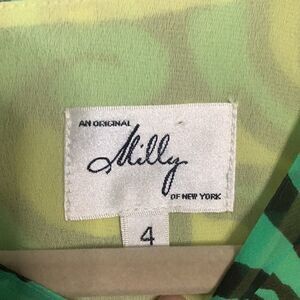 AN ORIGINAL
Milly
OF NEW YORK
4